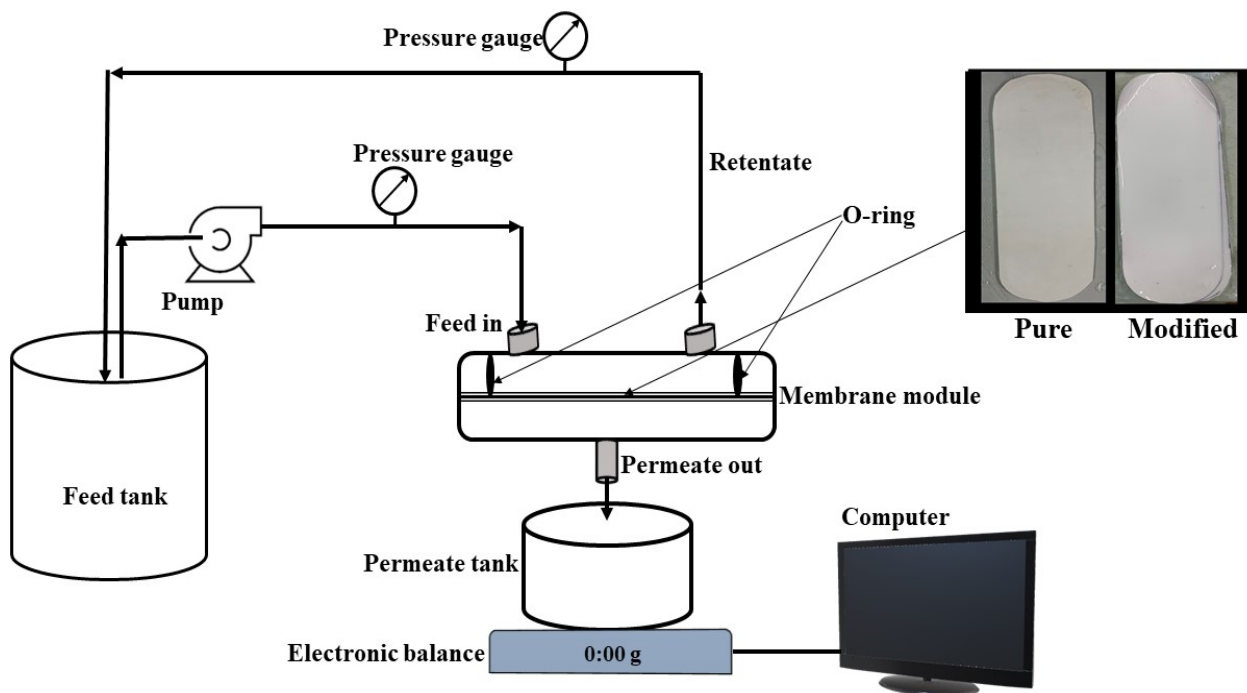 Pressure gauge
Pressure gauge
Retentate
O-ring
Pump
Feed in
Pure
Modified
Membrane module
Permeate out
Feed tank
Computer
Permeate tank
Electronic balance
0:00 g